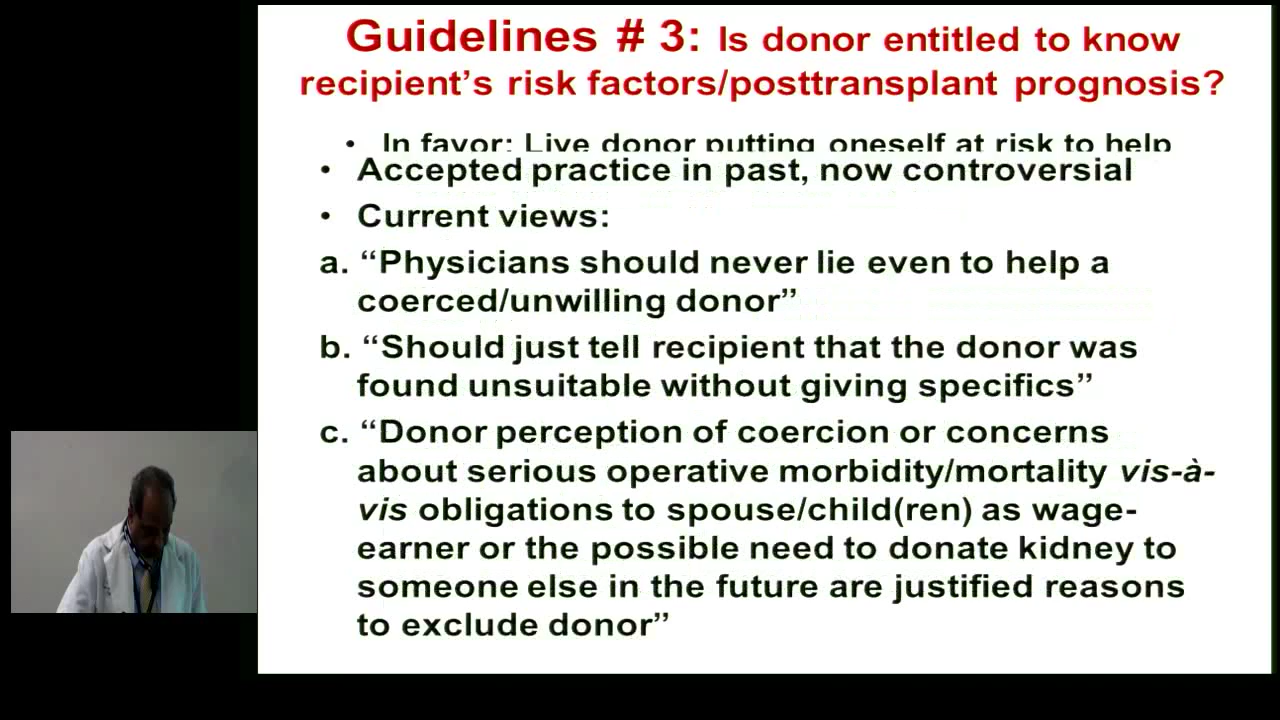 Guidelines # 3: Is donor entitled to know
recipient’s risk factors/posttransplant prognosis?
• In favor: Live donor putting oneself at risk to help
• Accepted practice in past, now controversial
• Current views:
a. “Physicians should never lie even to help a
coerced/unwilling donor”
b. “Should just tell recipient that the donor was
found unsuitable without giving specifics”
c. “Donor perception of coercion or concerns
about serious operative morbidity/mortality vis-à-
vis obligations to spouse/child(ren) as wage-
earner or the possible need to donate kidney to
someone else in the future are justified reasons
to exclude donor”